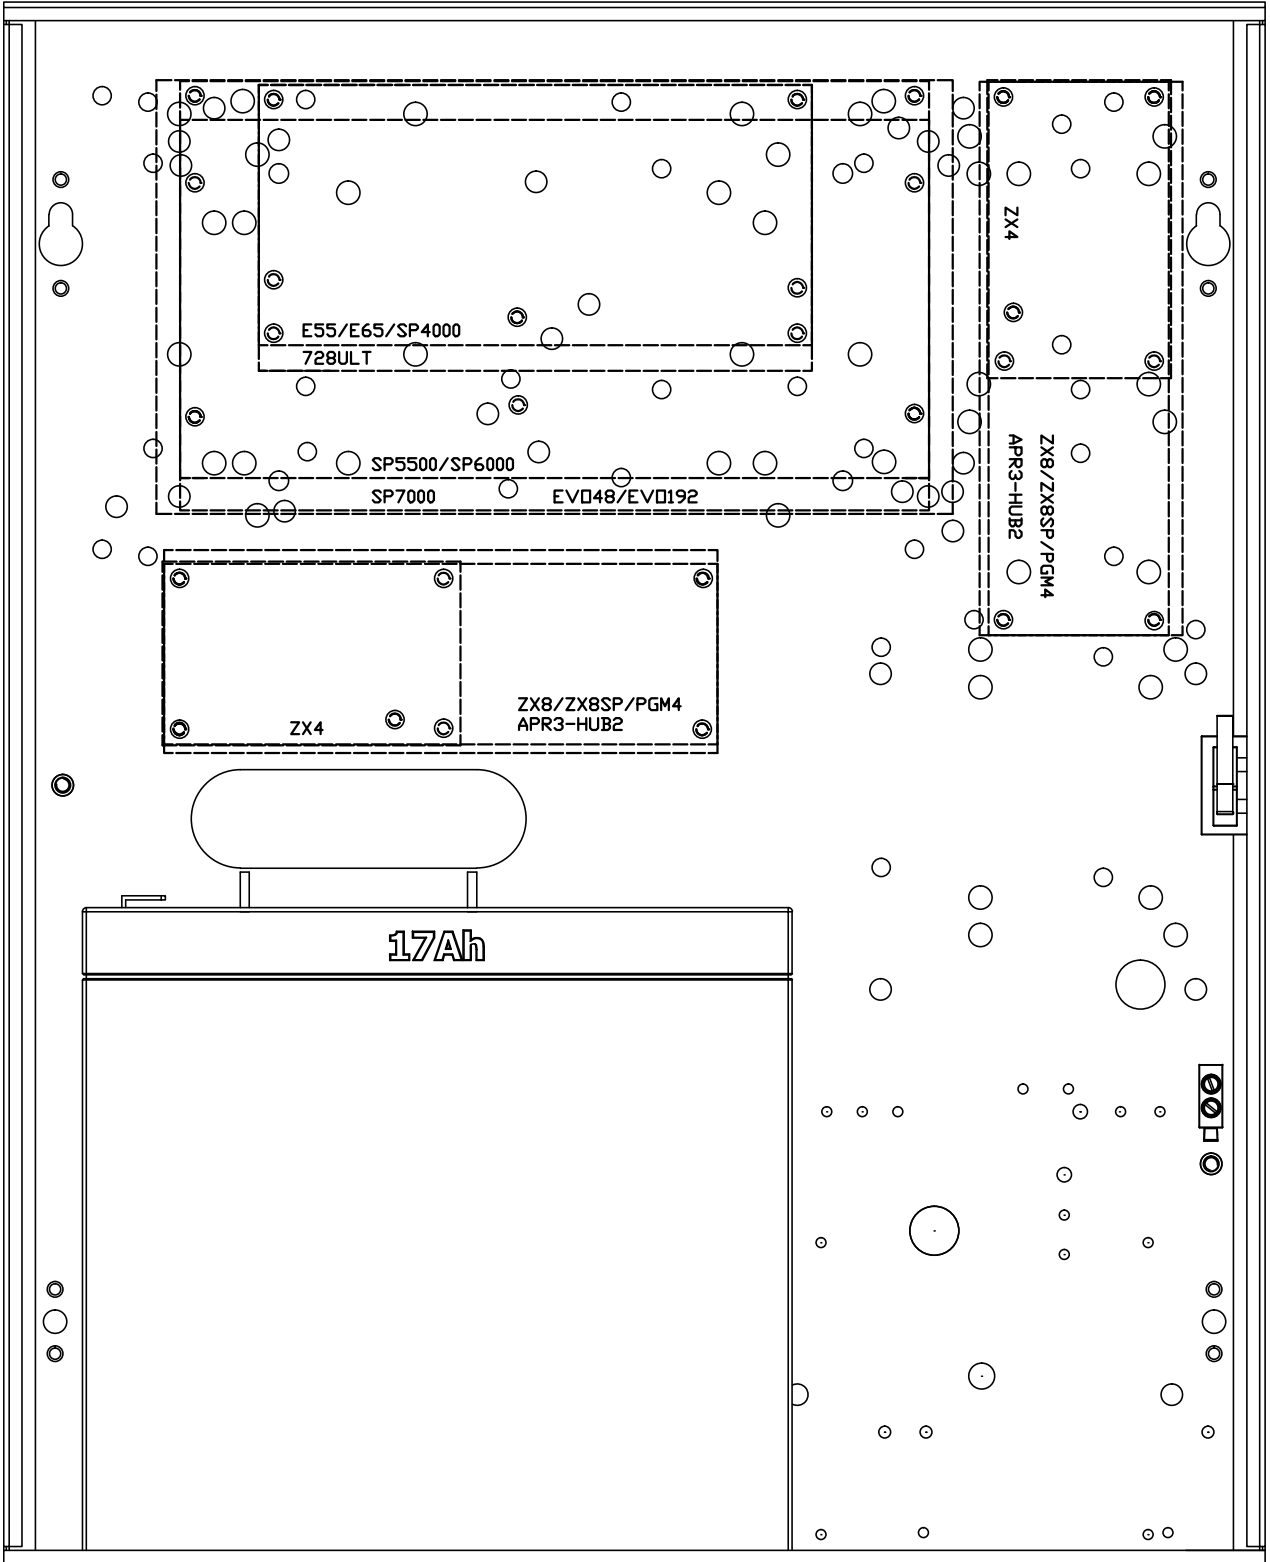 ZX4
E55/E65/SP4000
728ULT
SP5500/SP6000
SP7000 EVO48/EVO192
ZX8/ZX8SP/PGM4
APR3-HUB2
ZX8/ZX8SP/PGM4
APR3-HUB2
ZX4
17Ah